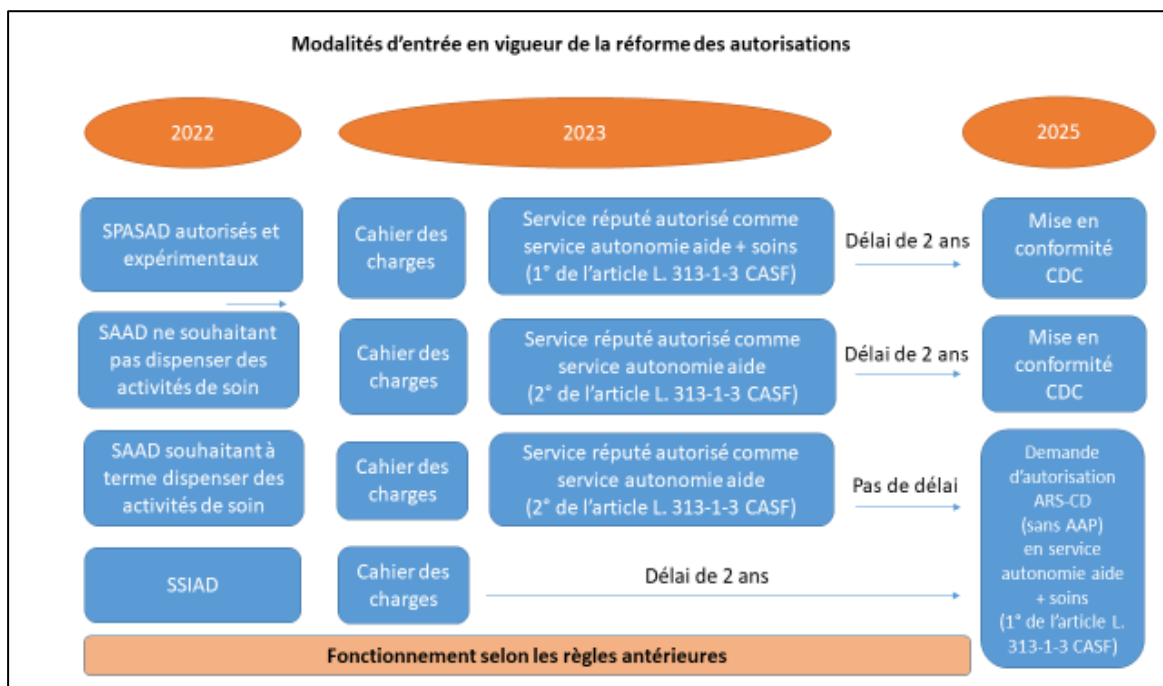 Modalités d'entrée en vigueur de la réforme des autorisations
2022
2023
2025
SPASAD autorisés et
expérimentaux
Cahier des
charges
Service réputé autorisé comme
service autonomie aide + soins
(1° de l'article L. 313-1-3 CASF)
Délai de 2 ans
Mise en
conformité
CDC
SAAD ne souhaitant
pas dispenser des
activités de soin
Cahier des
charges
Service réputé autorisé comme
service autonomie aide
(2° de l'article L. 313-1-3 CASF)
Délai de 2 ans
Mise en
conformité
CDC
SAAD souhaitant à
terme dispenser des
activités de soin
Cahier des
charges
Service réputé autorisé comme
service autonomie aide
(2° de l'article L. 313-1-3 CASF)
Pas de délai
Demande
d'autorisation
ARS-CD
(sans AAP)
en service
autonomie aide
+ soins
(1° de l'article L.
313-1-3 CASF)
SSIAD
Cahier des
charges
Délai de 2 ans
Fonctionnement selon les règles antérieures